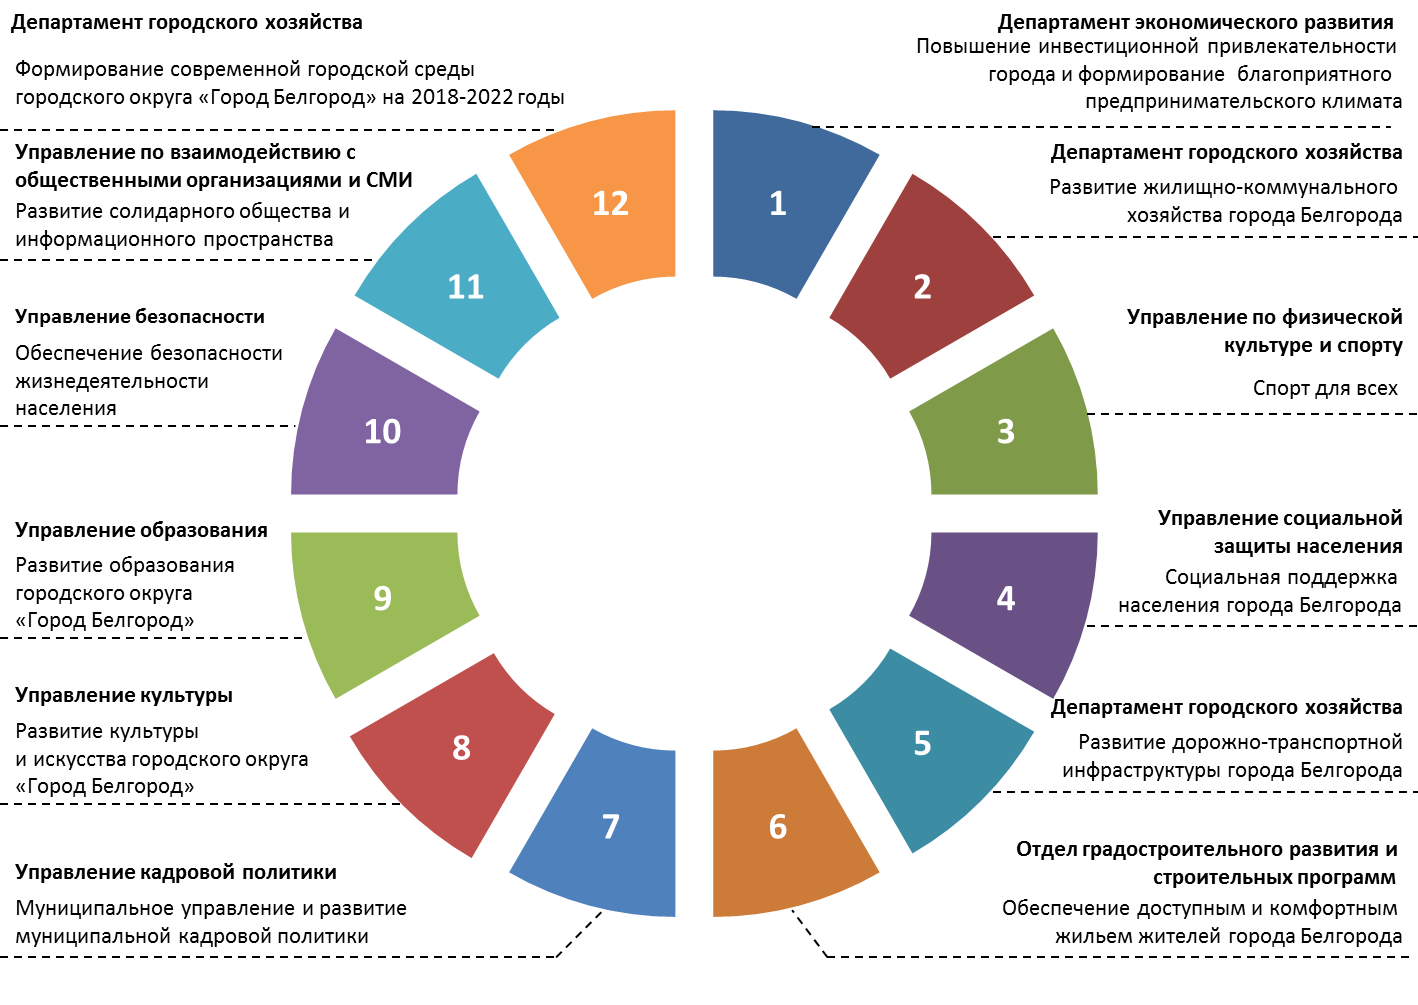 Департамент городского хозяйства
Формирование современной городской среды
городского округа «Город Белгород» на 2018-2022 годы
Управление по взаимодействию с
общественными организациями и СМИ
Развитие солидарного общества и
информационного пространства
Управление безопасности
Обеспечение безопасности
жизнедеятельности
населения
Управление образования
Развитие образования
городского округа
«Город Белгород»
Управление культуры
Развитие культуры
и искусства городского округа
«Город Белгород»
Управление кадровой политики
Муниципальное управление и развитие
муниципальной кадровой политики
12
11
10
9
8
7
1
2
3
4
5
6
Департамент экономического развития
Повышение инвестиционной привлекательности
города и формирование благоприятного
предпринимательского климата
Департамент городского хозяйства
Развитие жилищно-коммунального
хозяйства города Белгорода
Управление по физической
культуре и спорту
Спорт для всех
Управление социальной
защиты населения
Социальная поддержка
населения города Белгорода
Департамент городского хозяйства
Развитие дорожно-транспортной
инфраструктуры города Белгорода
Отдел градостроительного развития и
строительных программ
Обеспечение доступным и комфортным
жильем жителей города Белгорода